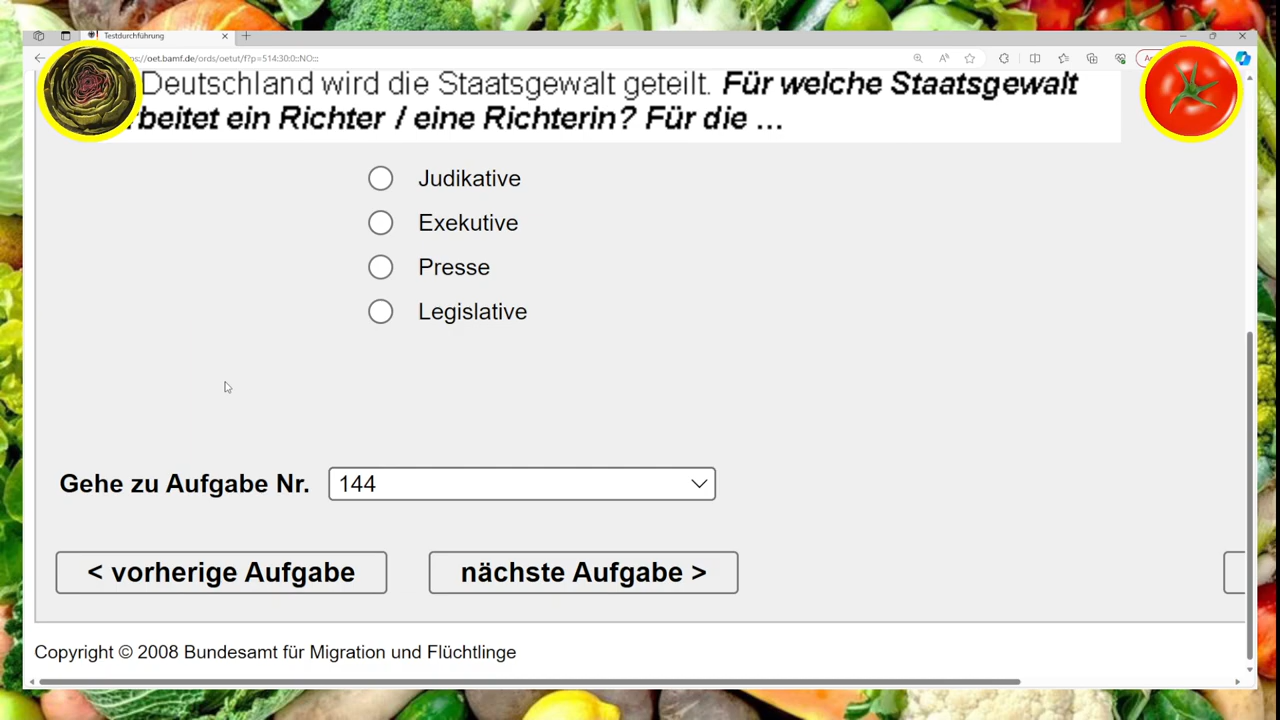 Testdurchführung
oet.bamf.de/ords/oetut/f?p=514:30:0::NO:::
Deutschland wird die Staatsgewalt geteilt. Für welche Staatsgewalt
beitet ein Richter / eine Richterin? Für die ...
Judikative
Exekutive
Presse
Legislative
Gehe zu Aufgabe Nr. 144
< vorherige Aufgabe nächste Aufgabe >
Copyright © 2008 Bundesamt für Migration und Flüchtlinge